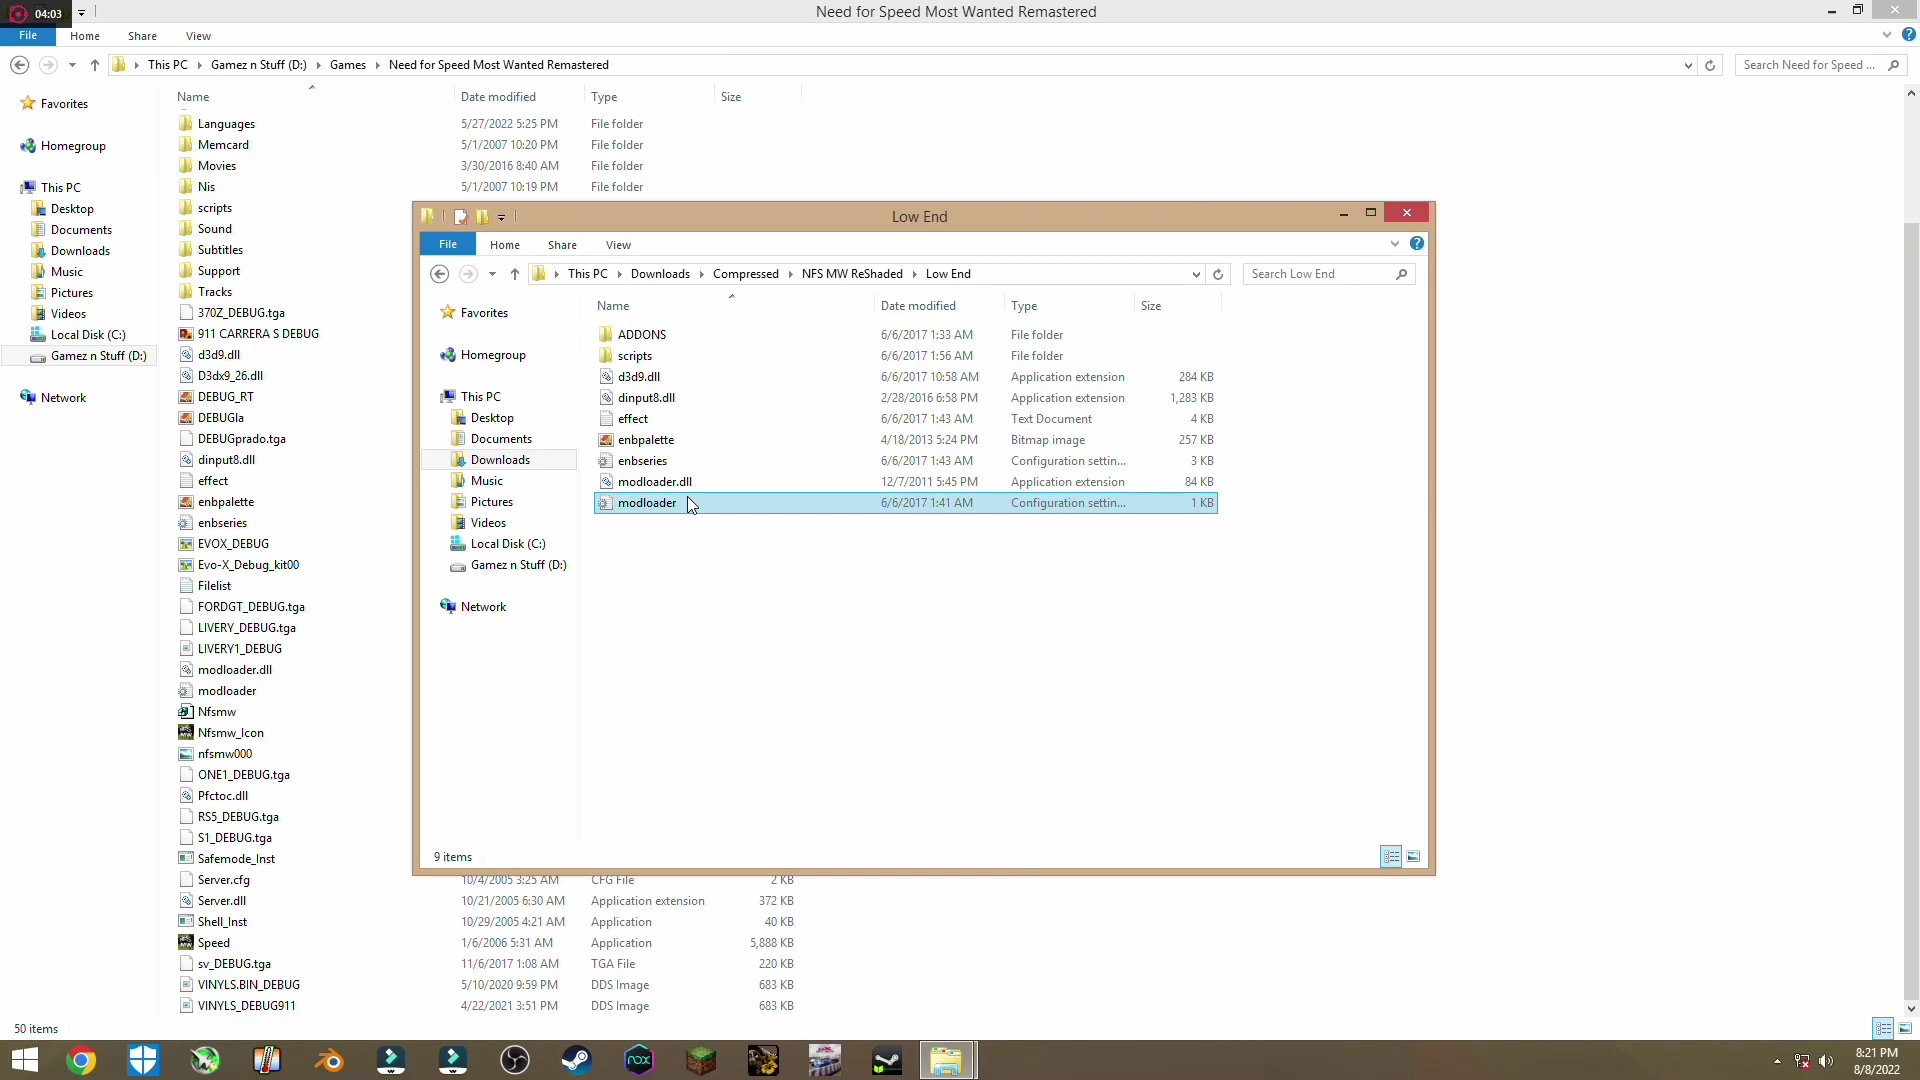 04:03
Need for Speed Most Wanted Remastered
File Home Share View
This PC Gamez n Stuff (D:) Games Need for Speed Most Wanted Remastered
Search Need for Speed ...
Name Date modified Type Size
Favorites
Homegroup
This PC
Desktop
Documents
Downloads
Music
Pictures
Videos
Local Disk (C:)
Gamez n Stuff (D:)
Network
Languages 5/27/2022 5:25 PM File folder
Memcard 5/1/2007 10:20 PM File folder
Movies 3/30/2016 8:40 AM File folder
Nis 5/1/2007 10:19 PM File folder
scripts
Sound
Subtitles
Support
Tracks
370Z_DEBUG.tga
911 CARRERA S DEBUG
d3d9.dll
D3dx9_26.dll
DEBUG_RT
DEBUGla
DEBUGprado.tga
dinput8.dll
effect
enbpalette
enbseries
EVOX_DEBUG
Evo-X_Debug_kit00
Filelist
FORDGT_DEBUG.tga
LIVERY_DEBUG.tga
LIVERY1_DEBUG
modloader.dll
modloader
Nfsmw
Nfsmw_Icon
nfsmw000
ONE1_DEBUG.tga
Pfctoc.dll
RS5_DEBUG.tga
S1_DEBUG.tga
Safemode_Inst
Server.cfg 10/4/2005 3:25 AM CFG File 2 KB
Server.dll 10/21/2005 6:30 AM Application extension 372 KB
Shell_Inst 10/29/2005 4:21 AM Application 40 KB
Speed 1/6/2006 5:31 AM Application 5,888 KB
sv_DEBUG.tga 11/6/2017 1:08 AM TGA File 220 KB
VINYLS.BIN_DEBUG 5/10/2020 9:59 PM DDS Image 683 KB
VINYLS_DEBUG911 4/22/2021 3:51 PM DDS Image 683 KB
50 items
Low End
File Home Share View
This PC Downloads Compressed NFS MW ReShaded Low End
Search Low End
Name Date modified Type Size
Favorites
Homegroup
This PC
Desktop
Documents
Downloads
Music
Pictures
Videos
Local Disk (C:)
Gamez n Stuff (D:)
Network
ADDONS 6/6/2017 1:33 AM File folder
scripts 6/6/2017 1:56 AM File folder
d3d9.dll 6/6/2017 10:58 AM Application extension 284 KB
dinput8.dll 2/28/2016 6:58 PM Application extension 1,283 KB
effect 6/6/2017 1:43 AM Text Document 4 KB
enbpalette 4/18/2013 5:24 PM Bitmap image 257 KB
enbseries 6/6/2017 1:43 AM Configuration settin... 3 KB
modloader.dll 12/7/2011 5:45 PM Application extension 84 KB
modloader 6/6/2017 1:41 AM Configuration settin... 1 KB
9 items
nox
8:21 PM
8/8/2022